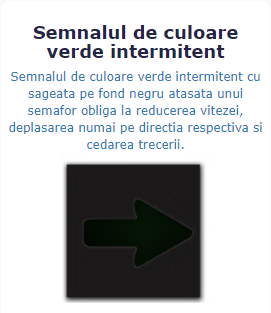 Semnalul de culoare
verde intermitent
Semnalul de culoare verde intermitent cu
sageata pe fond negru atasata unui
semafor obliga la reducerea vitezei,
deplasarea numai pe directia respectiva si
cedarea trecerii.